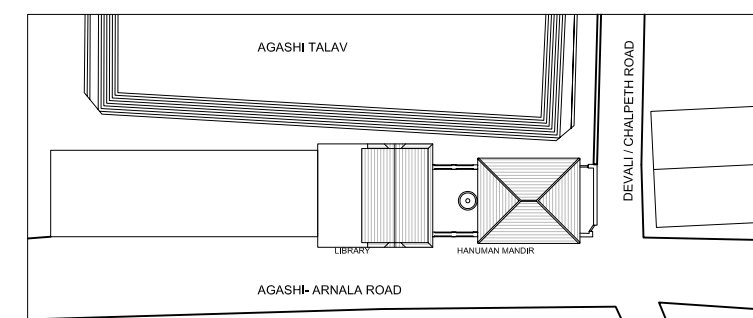 AGASHI TALAV
DEVALI / CHALPETH ROAD
LIBRARY
HANUMAN MANDIR
AGASHI- ARNALA ROAD